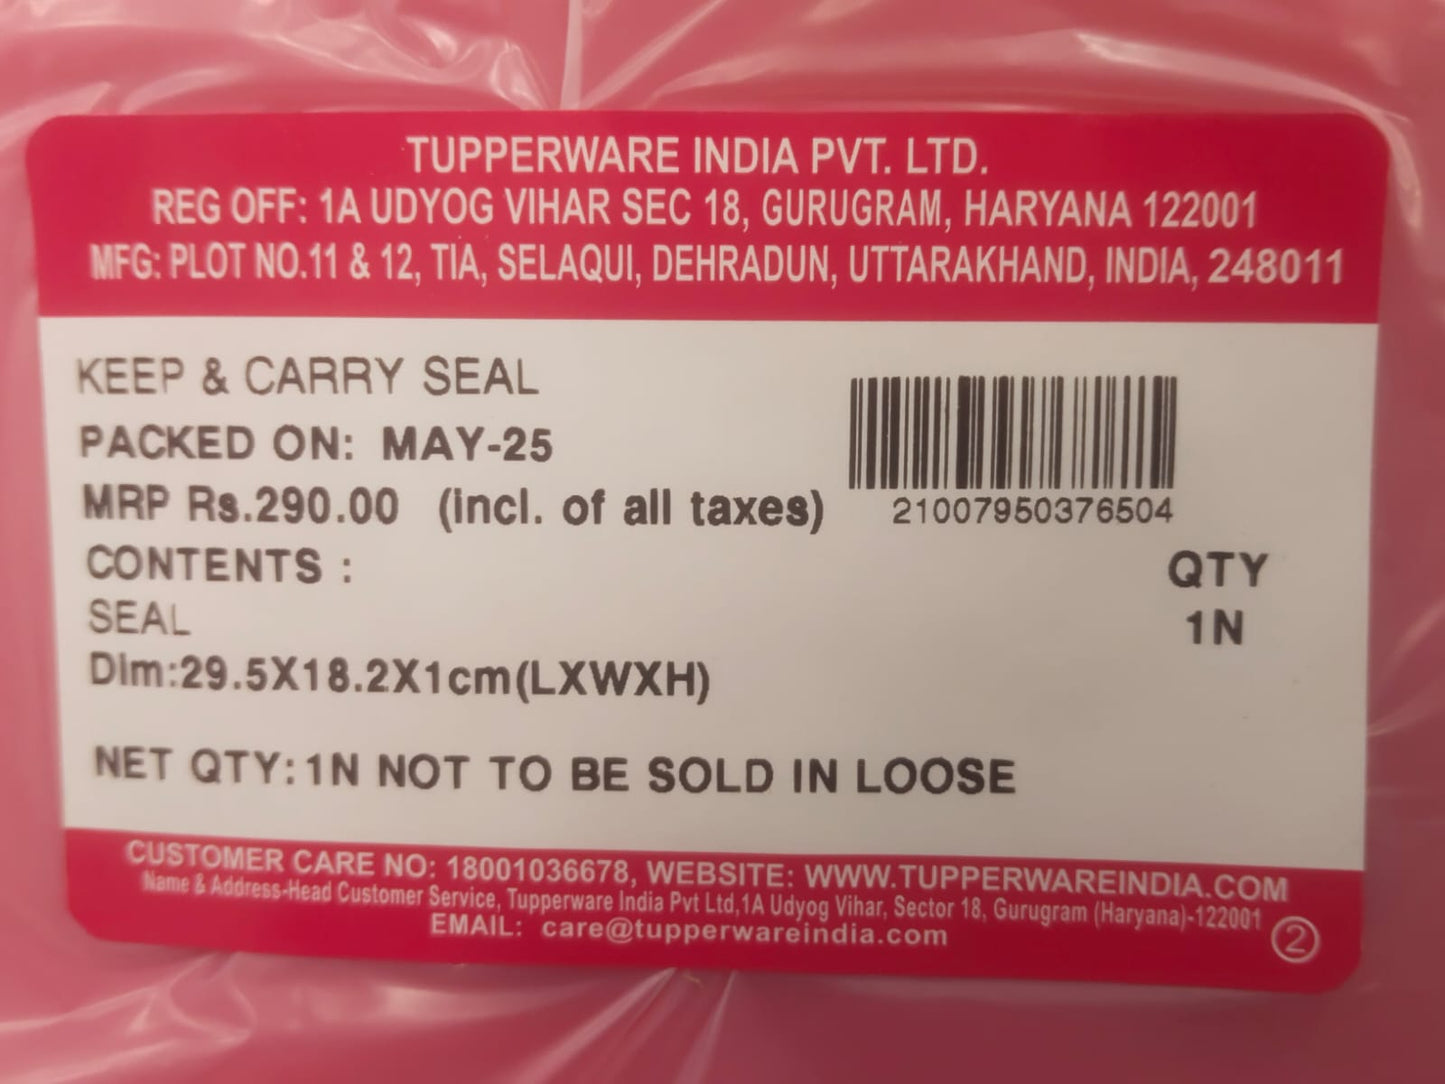 TUPPERWARE INDIA PVT. LTD.
REG OFF: 1A UDYOG VIHAR SEC 18, GURUGRAM, HARYANA 122001
MFG: PLOT NO.11 & 12, TIA, SELAQUI, DEHRADUN, UTTARAKHAND, INDIA, 248011
KEEP & CARRY SEAL
PACKED ON: MAY-25
MRP Rs.290.00 (incl. of all taxes)
21007950376504
CONTENTS :
QTY
SEAL
1N
Dim:29.5X18.2X1cm(LXWXH)
NET QTY:1N NOT TO BE SOLD IN LOOSE
CUSTOMER CARE NO: 18001036678, WEBSITE: WWW.TUPPERWAREINDIA.COM
Name & Address-Head Customer Service, Tupperware India Pvt Ltd,1A Udyog Vihar, Sector 18, Gurugram (Haryana)-122001
EMAIL: care@tupperwareindia.com
2